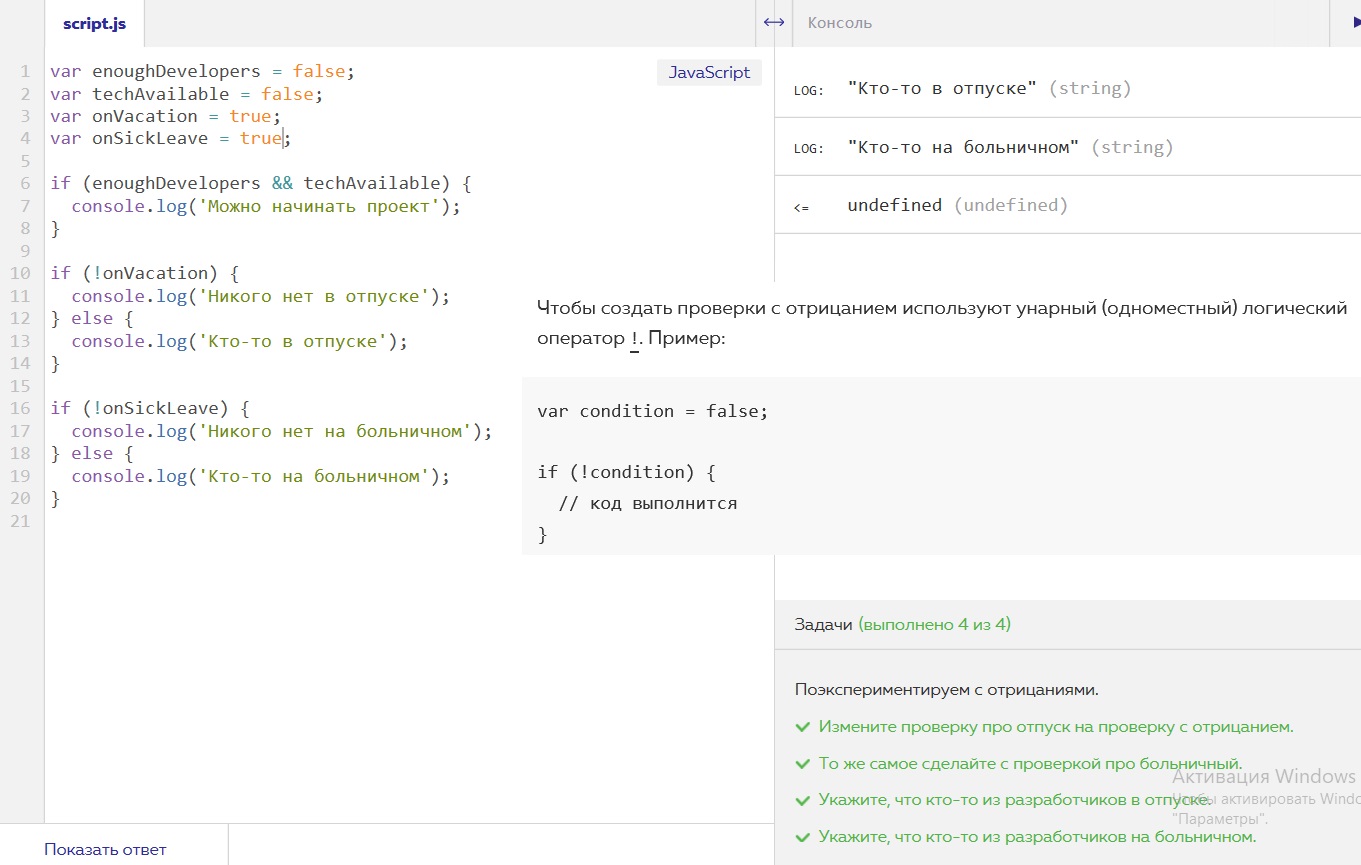 script.js
JavaScript
1 var enoughDevelopers = false;
2 var techAvailable = false;
3 var onVacation = true;
4 var onSickLeave = true;
5
6 if (enoughDevelopers && techAvailable) {
7   console.log('Можно начинать проект');
8 }
9
10 if (!onVacation) {
11   console.log('Никого нет в отпуске');
12 } else {
13   console.log('Кто-то в отпуске');
14 }
15
16 if (!onSickLeave) {
17   console.log('Никого нет на больничном');
18 } else {
19   console.log('Кто-то на больничном');
20 }
21
Показать ответ
Консоль
LOG: "Кто-то в отпуске" (string)
LOG: "Кто-то на больничном" (string)
<= undefined (undefined)
Чтобы создать проверки с отрицанием используют унарный (одноместный) логический
оператор !. Пример:
var condition = false;
if (!condition) {
  // код выполнится
}
Задачи (выполнено 4 из 4)
Поэкспериментируем с отрицаниями.
Измените проверку про отпуск на проверку с отрицанием.
То же самое сделайте с проверкой про больничный.
Укажите, что кто-то из разработчиков в отпуске.
Укажите, что кто-то из разработчиков на больничном.
Активация Windows
Чтобы активировать Windo
"Параметры".